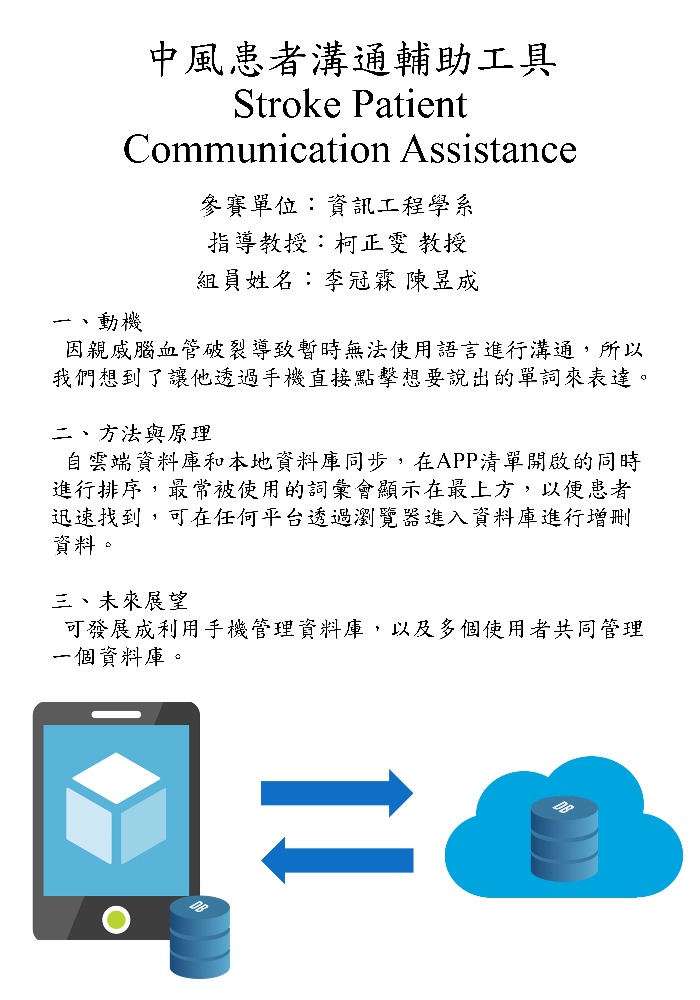 中風患者溝通輔助工具
Stroke Patient
Communication Assistance
參賽單位：資訊工程學系
指導教授：柯正雯 教授
組員姓名：李冠霖 陳昱成
一、動機
因親戚腦血管破裂導致暫時無法使用語言進行溝通，所以
我們想到了讓他透過手機直接點擊想要說出的單詞來表達。
二、方法與原理
自雲端資料庫和本地資料庫同步，在APP清單開啟的同時
進行排序，最常被使用的詞彙會顯示在最上方，以便患者
迅速找到，可在任何平台透過瀏覽器進入資料庫進行增刪
資料。
三、未來展望
可發展成利用手機管理資料庫，以及多個使用者共同管理
一個資料庫。
DB
DB